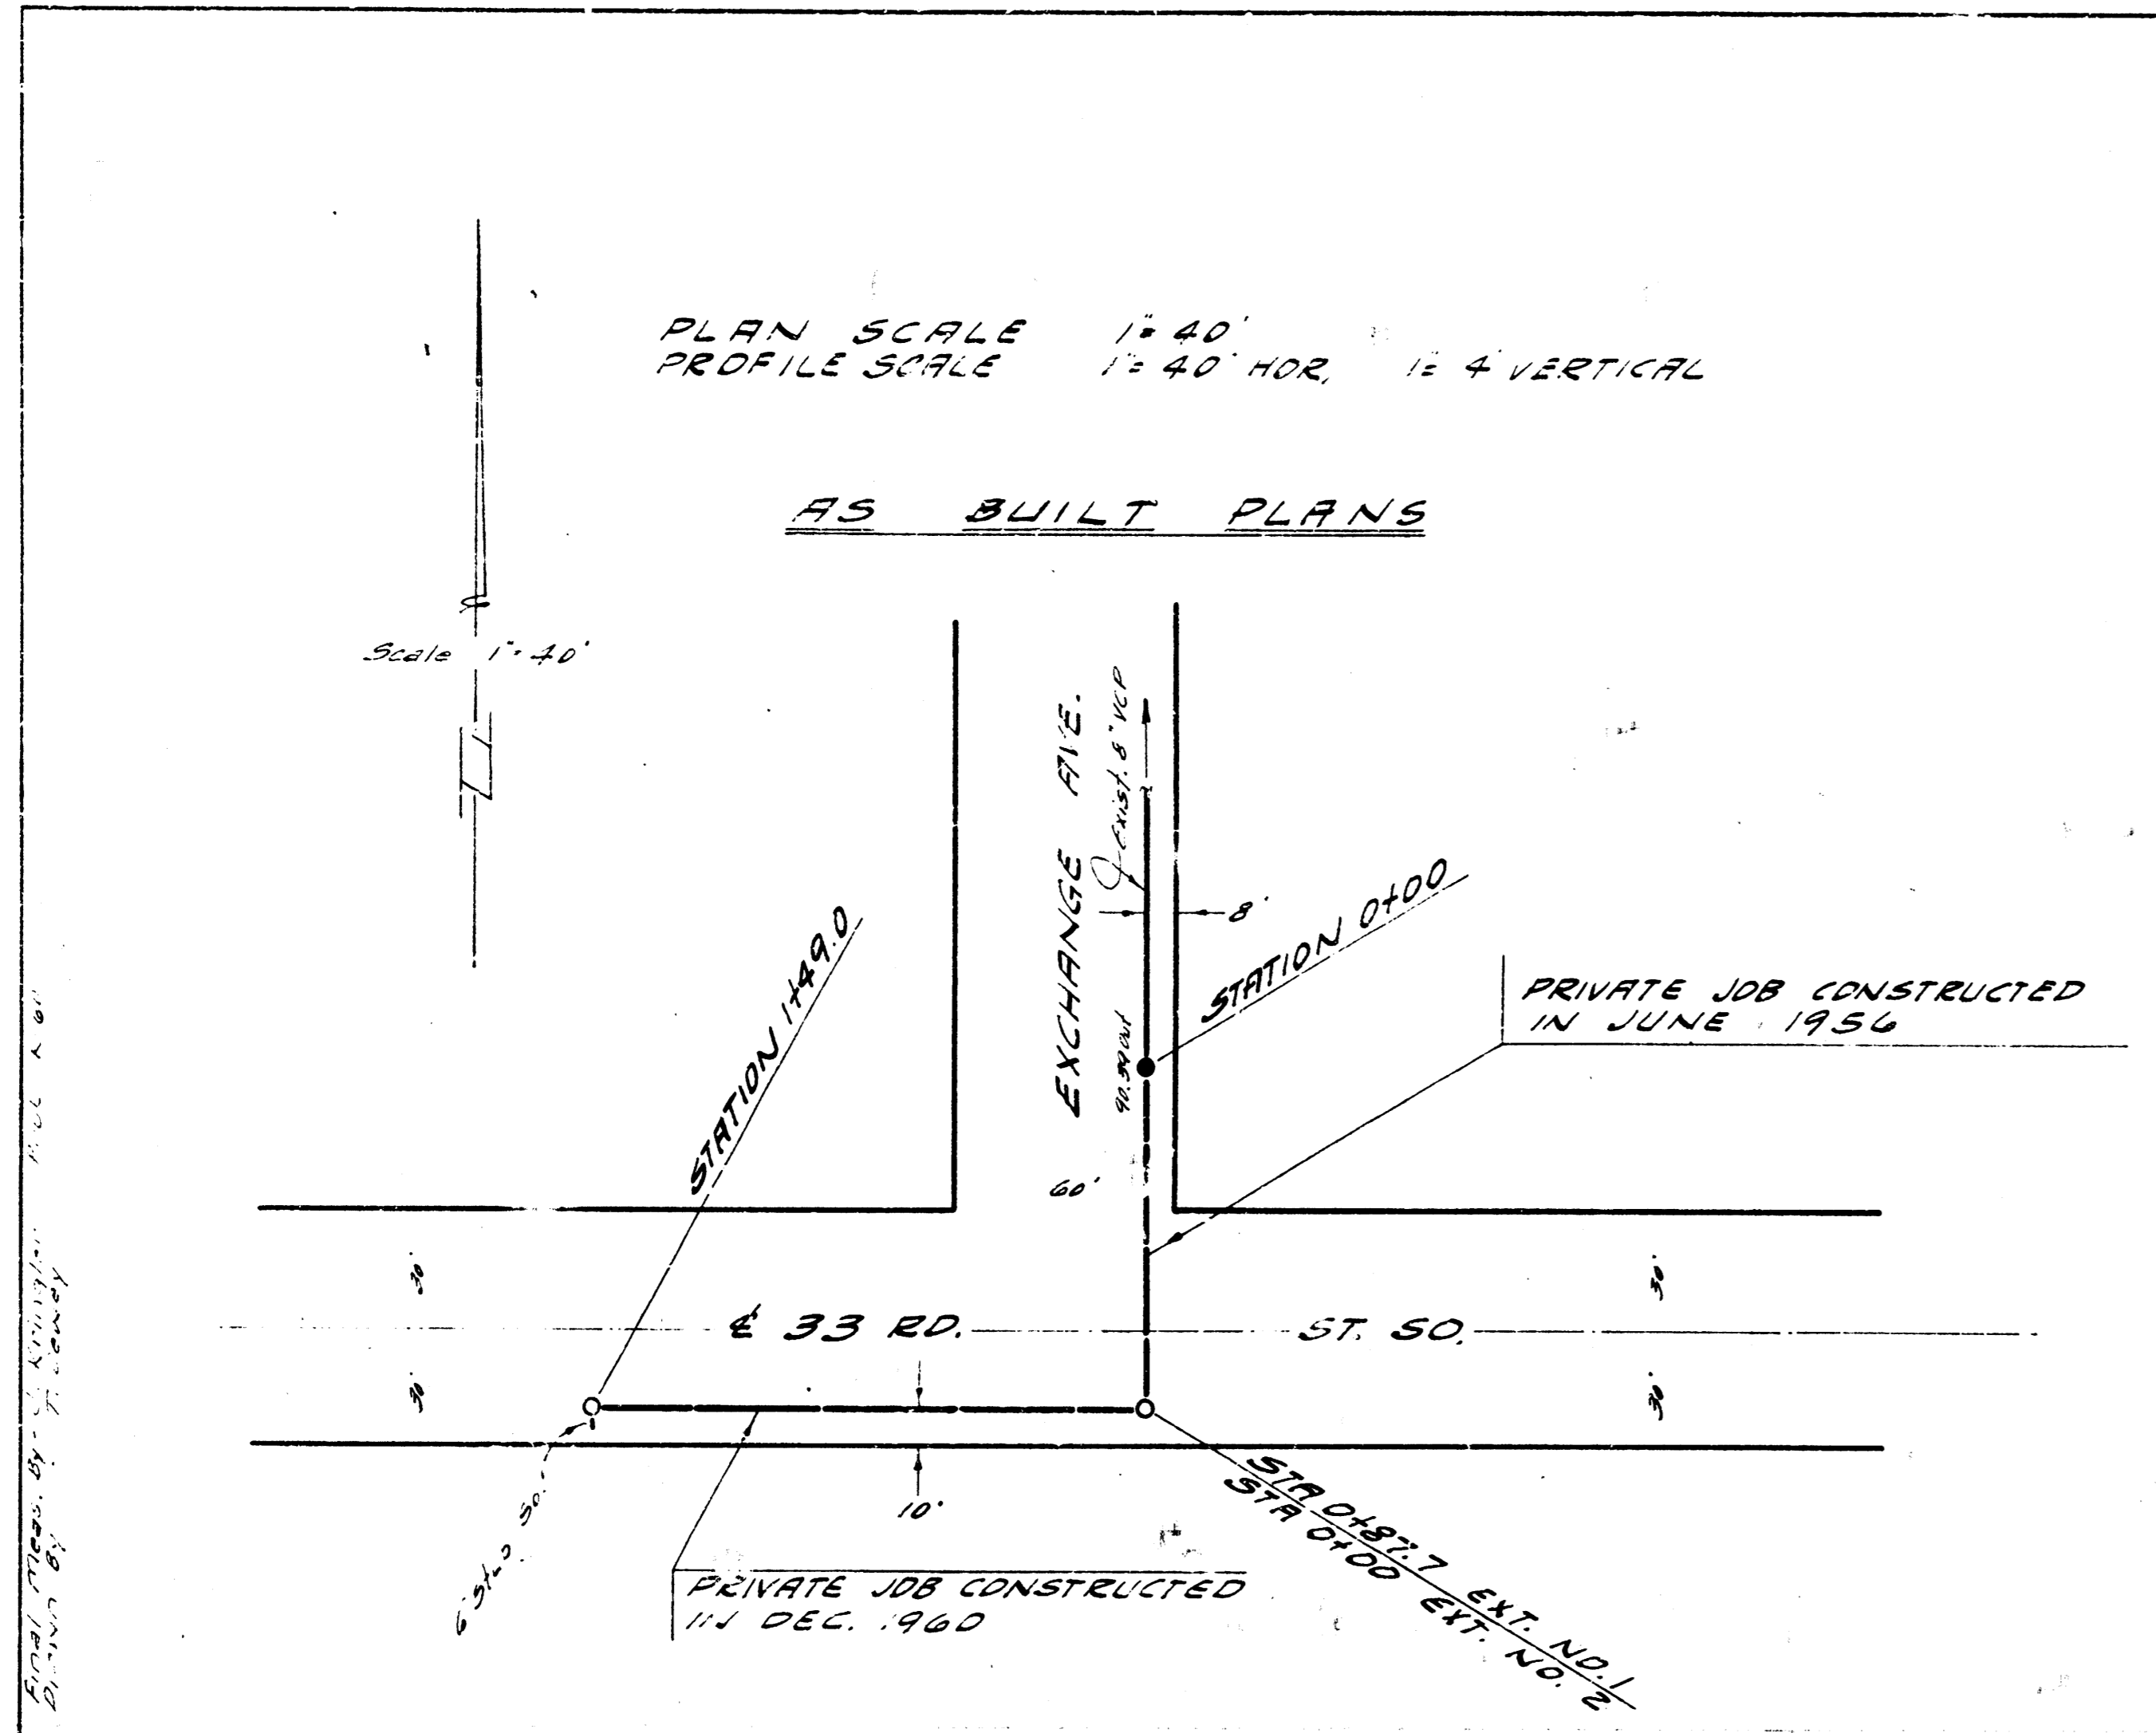 PLAN SCALE 1"=40'
PROFILE SCALE 1"=40' HOR, 1"=4' VERTICAL
AS BUILT PLANS
Scale 1"=40'
EXCHANGE AVE.
Exist. 8" VCP
8'
STATION 0+00
STATION 1+49.0
PRIVATE JOB CONSTRUCTED
IN JUNE 1956
60'
30'
30'
℄ 33 RD. ST. SO.
30'
30'
10'
STA 0+87.7 EXT. NO. 1
STA 0+00 EXT. NO. 2
PRIVATE JOB CONSTRUCTED
IN DEC. 1960
Final Meas. By
Drawn By